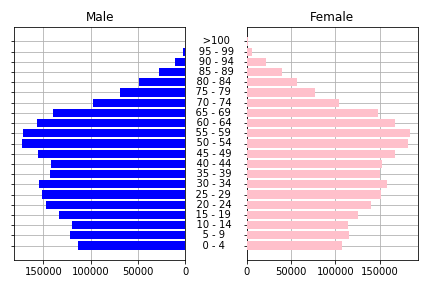 Male
Female
>100
95 - 99
90 - 94
85 - 89
80 - 84
75 - 79
70 - 74
65 - 69
60 - 64
55 - 59
50 - 54
45 - 49
40 - 44
35 - 39
30 - 34
25 - 29
20 - 24
15 - 19
10 - 14
5 - 9
0 - 4
150000 100000 50000 0
0 50000 100000 150000